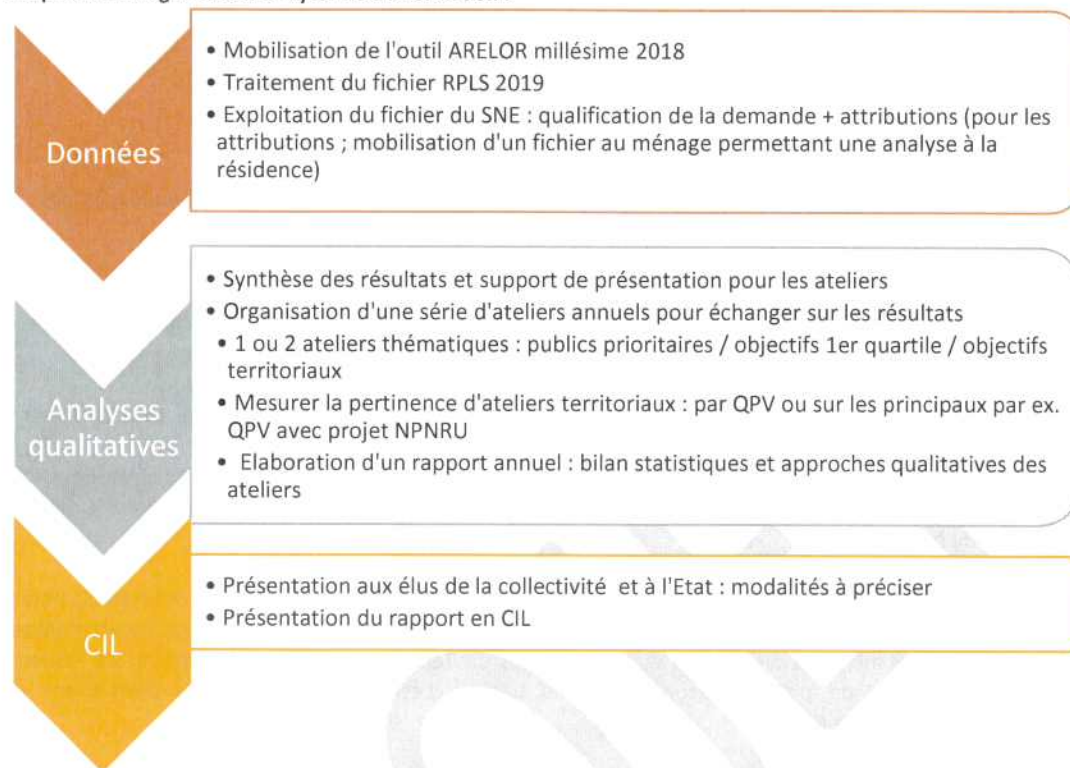 Données
• Mobilisation de l'outil ARELOR millésime 2018
• Traitement du fichier RPLS 2019
• Exploitation du fichier du SNE : qualification de la demande + attributions (pour les
attributions ; mobilisation d'un fichier au ménage permettant une analyse à la
résidence)
Analyses
qualitatives
• Synthèse des résultats et support de présentation pour les ateliers
• Organisation d'une série d'ateliers annuels pour échanger sur les résultats
• 1 ou 2 ateliers thématiques : publics prioritaires / objectifs 1er quartile / objectifs
territoriaux
• Mesurer la pertinence d'ateliers territoriaux : par QPV ou sur les principaux par ex.
QPV avec projet NPNRU
• Elaboration d'un rapport annuel : bilan statistiques et approches qualitatives des
ateliers
CIL
• Présentation aux élus de la collectivité et à l'Etat : modalités à préciser
• Présentation du rapport en CIL